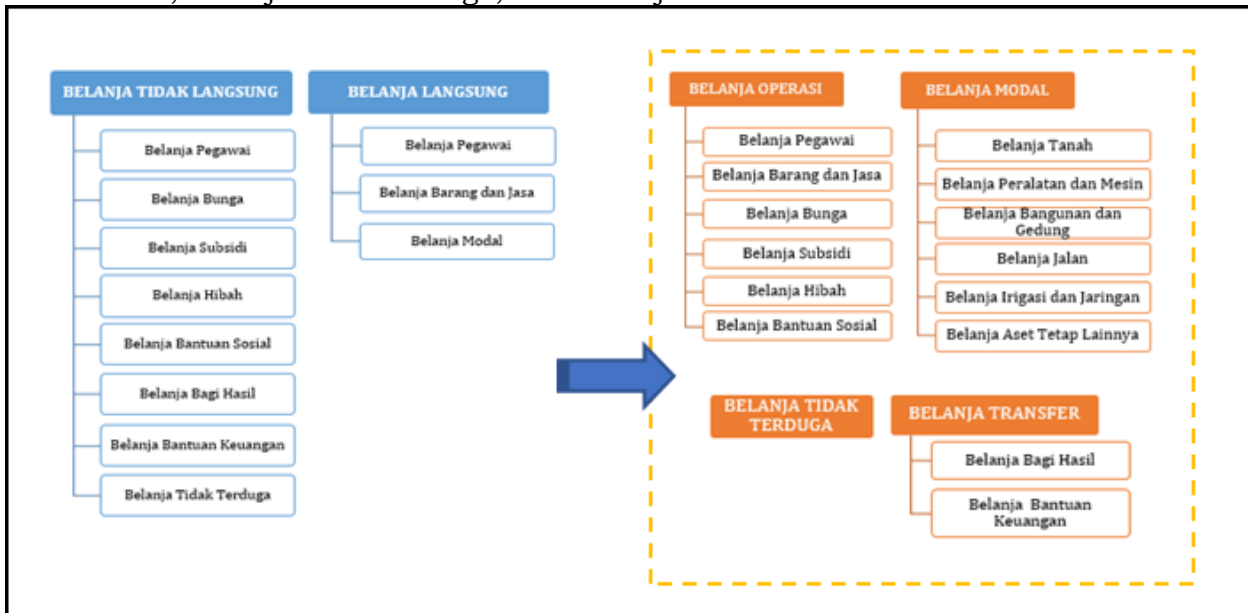 BELANJA TIDAK LANGSUNG
Belanja Pegawai
Belanja Bunga
Belanja Subsidi
Belanja Hibah
Belanja Bantuan Sosial
Belanja Bagi Hasil
Belanja Bantuan Keuangan
Belanja Tidak Terduga
BELANJA LANGSUNG
Belanja Pegawai
Belanja Barang dan Jasa
Belanja Modal
BELANJA OPERASI
Belanja Pegawai
Belanja Barang dan Jasa
Belanja Bunga
Belanja Subsidi
Belanja Hibah
Belanja Bantuan Sosial
BELANJA MODAL
Belanja Tanah
Belanja Peralatan dan Mesin
Belanja Bangunan dan
Gedung
Belanja Jalan
Belanja Irigasi dan Jaringan
Belanja Aset Tetap Lainnya
BELANJA TIDAK
TERDUGA
BELANJA TRANSFER
Belanja Bagi Hasil
Belanja Bantuan
Keuangan